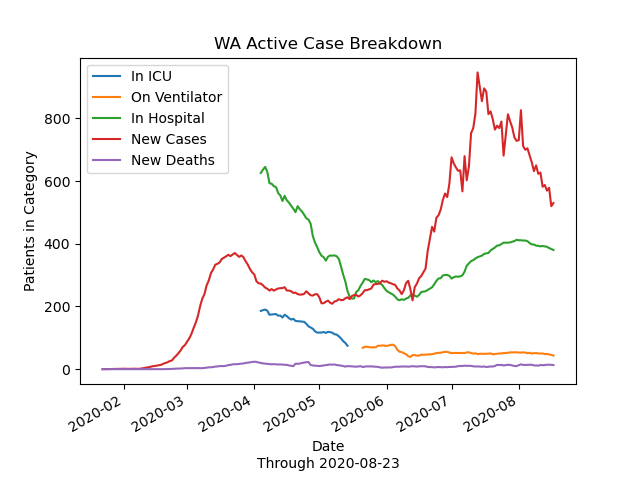 WA Active Case Breakdown
In ICU
On Ventilator
In Hospital
New Cases
New Deaths
Patients in Category
800
600
400
200
0
2020-02
2020-03
2020-04
2020-05
2020-06
2020-07
2020-08
Date
Through 2020-08-23